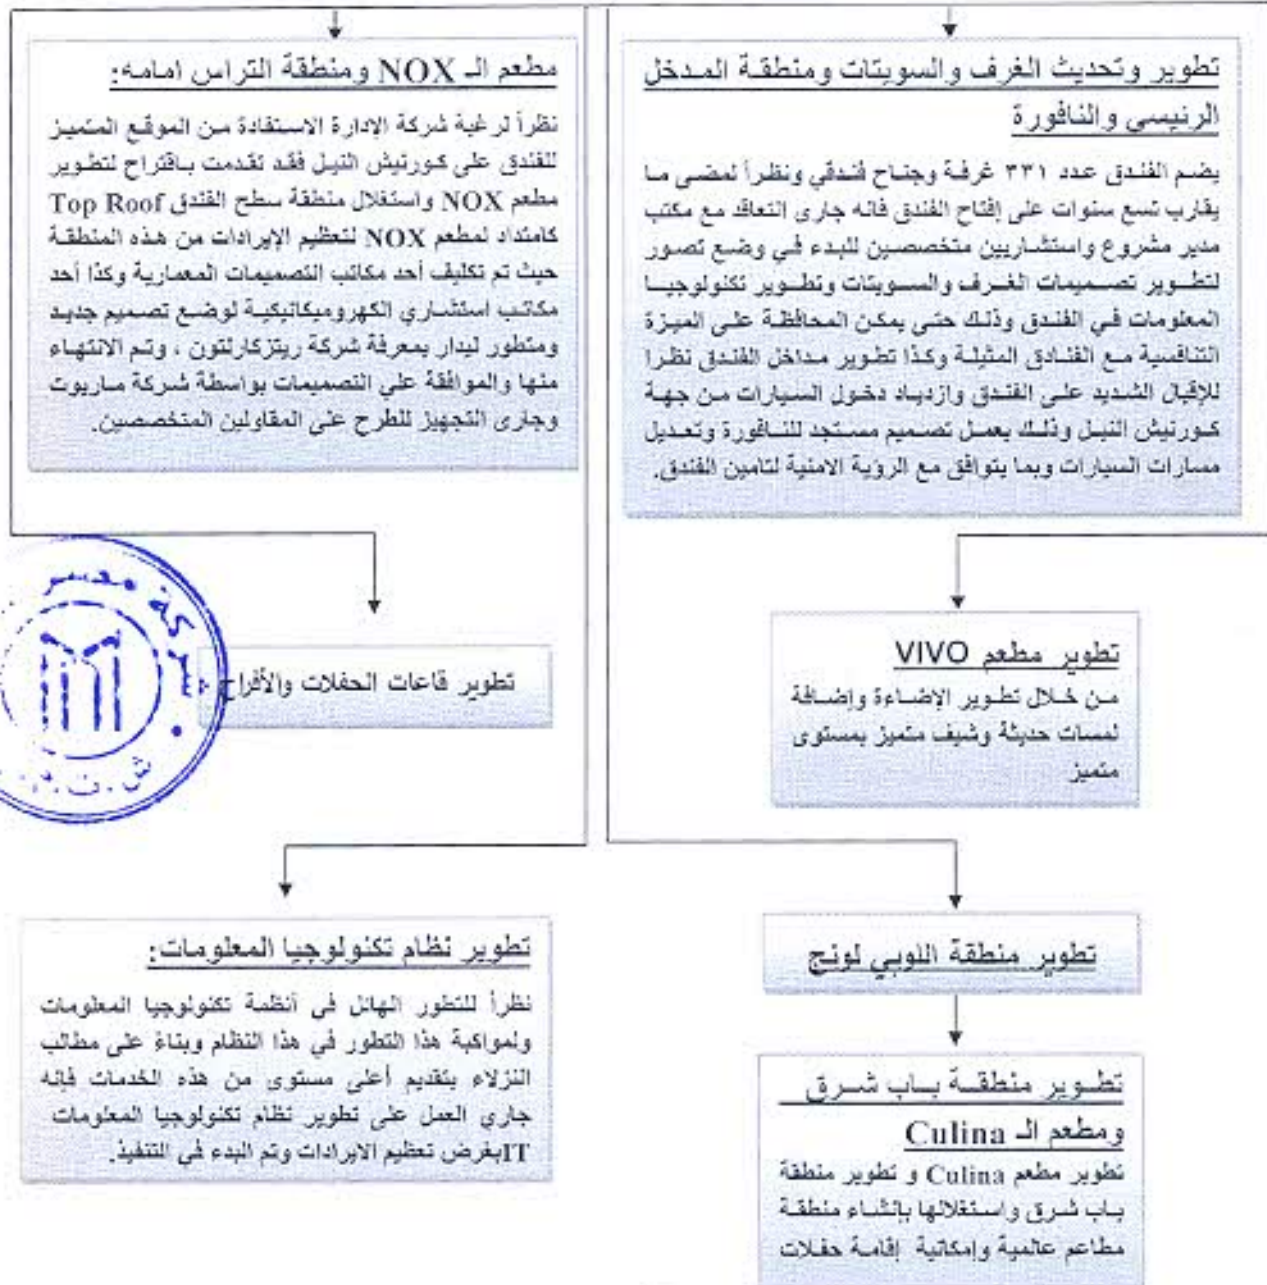 تطوير وتحديث الغرف والسويتات ومنطقة المدخل
الرئيسى والنافورة
يضم الفندق عدد ٣٣١ غرفة وجناح فندقي ونظراً لمضى ما
يقارب تسع سنوات على إفتاح الفندق فانه جارى التعاقد مع مكتب
مدير مشروع واستشاريين متخصصين للبدء في وضع تصور
لتطوير تصميمات الغرف والسويتات وتطوير تكنولوجيا
المعلومات في الفندق وذلك حتى يمكن المحافظة على الميزة
التنافسية مع الفنادق المثيلة وكذا تطوير مداخل الفندق نظرا
للإقبال الشديد على الفندق وازدياد دخول السيارات من جهة
كورنيش النيل وذلك بعمل تصميم مستجد للنافورة وتعديل
مسارات السيارات وبما يتوافق مع الرؤية الامنية لتامين الفندق.
مطعم الـ NOX ومنطقة التراس امامه:
نظراً لرغبة شركة الإدارة الاستفادة من الموقع المتميز
للفندق على كورنيش النيل فقد تقدمت باقتراح لتطوير
مطعم NOX واستغلال منطقة سطح الفندق Top Roof
كامتداد لمطعم NOX لتعظيم الإيرادات من هذه المنطقة
حيث تم تكليف أحد مكاتب التصميمات المعمارية وكذا أحد
مكاتب استشاري الكهروميكانيكية لوضع تصميم جديد
ومتطور ليدار بمعرفة شركة ريتزكارلتون ، وتم الانتهاء
منها والموافقة على التصميمات بواسطة شركة ماريوت
وجارى التجهيز للطرح على المقاولين المتخصصين.
تطوير مطعم VIVO
من خلال تطوير الإضاءة وإضافة
لمسات حديثة وشيف متميز بمستوى
متميز
تطوير قاعات الحفلات والأفراح
شركة مصر
ش.ت.م.
تطوير منطقة اللوبي لونج
تطوير منطقة باب شرق
ومطعم الـ Culina
تطوير مطعم Culina و تطوير منطقة
باب شرق واستغلالها بإنشاء منطقة
مطاعم عالمية وإمكانية إقامة حفلات
تطوير نظام تكنولوجيا المعلومات:
نظراً للتطور الهائل في أنظمة تكنولوجيا المعلومات
ولمواكبة هذا التطور في هذا النظام وبناءً على مطالب
النزلاء بتقديم أعلى مستوى من هذه الخدمات فإنه
جاري العمل على تطوير نظام تكنولوجيا المعلومات
ITبغرض تعظيم الايرادات وتم البدء في التنفيذ.